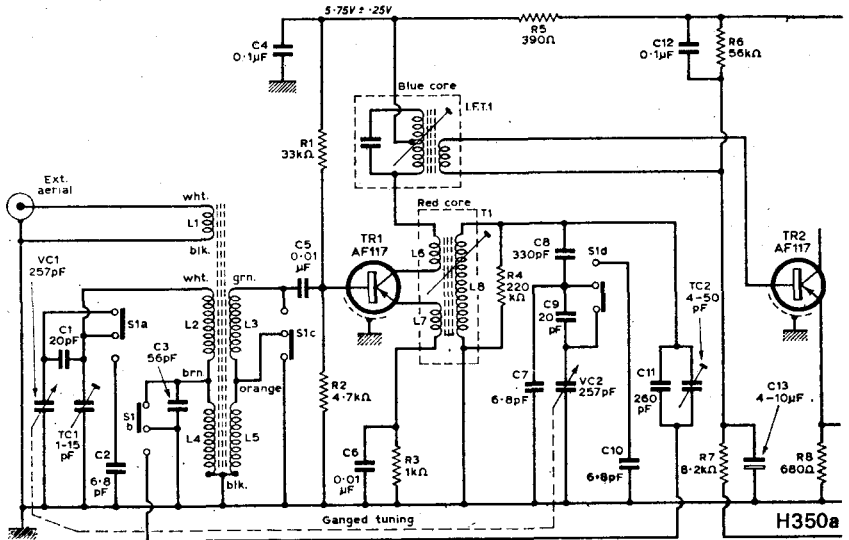 5·75V ± ·25V
C4
0·1µF
R5
390Ω
C12
0·1µF
R6
56kΩ
Blue core
I.F.T.1
R1
33kΩ
Ext.
aerial
wht.
L1
blk.
Red core
T1
VC1
257pF
wht.
grn.
C5
0·01
µF
TR1
AF117
L6
R4
220
kΩ
C8
330pF
S1d
TR2
AF117
S1a
C1
20pF
L2
L3
S1c
L7
L8
C9
20
pF
TC2
4–50
pF
C3
56pF
brn.
orange
R2
4·7kΩ
C7
6·8pF
VC2
257pF
C11
260
pF
C13
4-10µF
TC1
1-15
pF
S1
b
L4
L5
C2
6·8
pF
blk.
C6
0·01
µF
R3
1kΩ
C10
6·8pF
R7
8·2kΩ
R8
680Ω
Ganged tuning
H350a